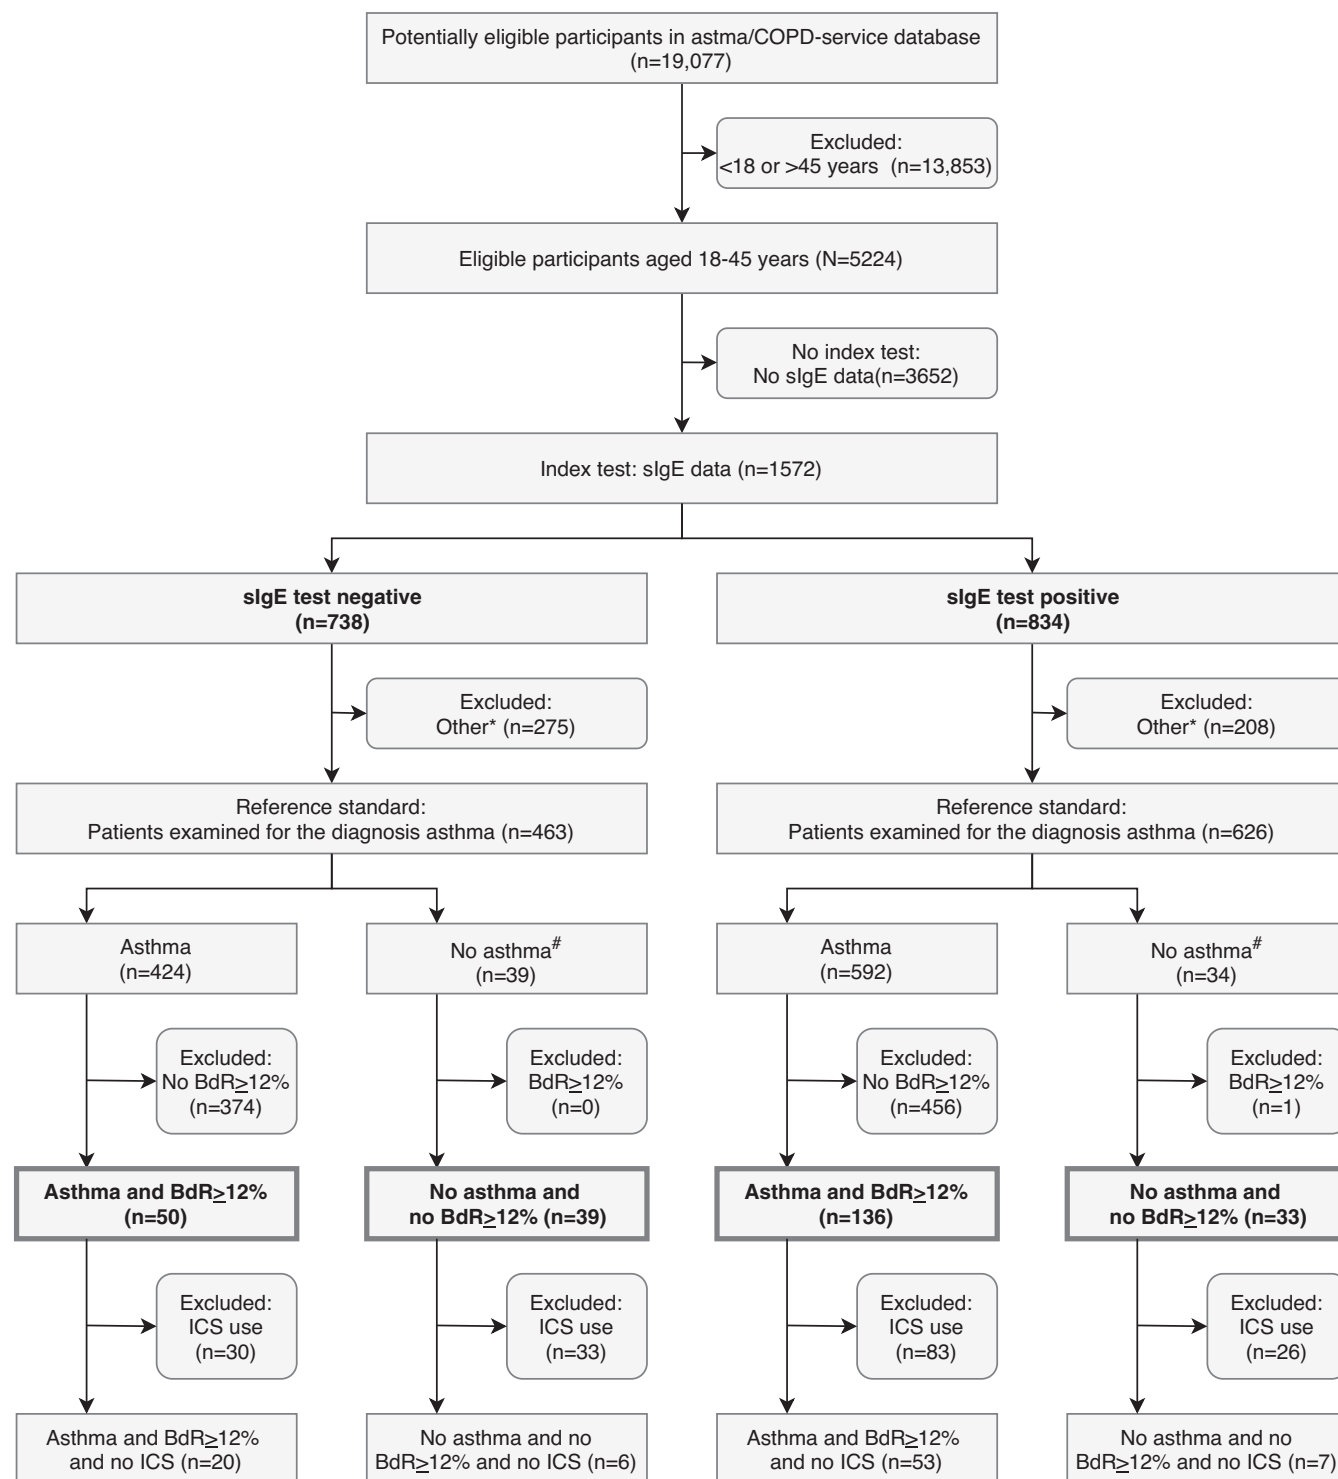 Potentially eligible participants in astma/COPD-service database
(n=19,077)
Excluded:
<18 or >45 years (n=13,853)
Eligible participants aged 18-45 years (N=5224)
No index test:
No sIgE data(n=3652)
Index test: sIgE data (n=1572)
sIgE test negative
(n=738)
sIgE test positive
(n=834)
Excluded:
Other* (n=275)
Excluded:
Other* (n=208)
Reference standard:
Patients examined for the diagnosis asthma (n=463)
Reference standard:
Patients examined for the diagnosis asthma (n=626)
Asthma
(n=424)
No asthma#
(n=39)
Asthma
(n=592)
No asthma#
(n=34)
Excluded:
No BdR≥12%
(n=374)
Excluded:
BdR≥12%
(n=0)
Excluded:
No BdR≥12%
(n=456)
Excluded:
BdR≥12%
(n=1)
Asthma and BdR≥12%
(n=50)
No asthma and
no BdR≥12% (n=39)
Asthma and BdR≥12%
(n=136)
No asthma and
no BdR≥12% (n=33)
Excluded:
ICS use
(n=30)
Excluded:
ICS use
(n=33)
Excluded:
ICS use
(n=83)
Excluded:
ICS use
(n=26)
Asthma and BdR≥12%
and no ICS (n=20)
No asthma and no
BdR≥12% and no ICS (n=6)
Asthma and BdR≥12%
and no ICS (n=53)
No asthma and no
BdR≥12% and no ICS (n=7)